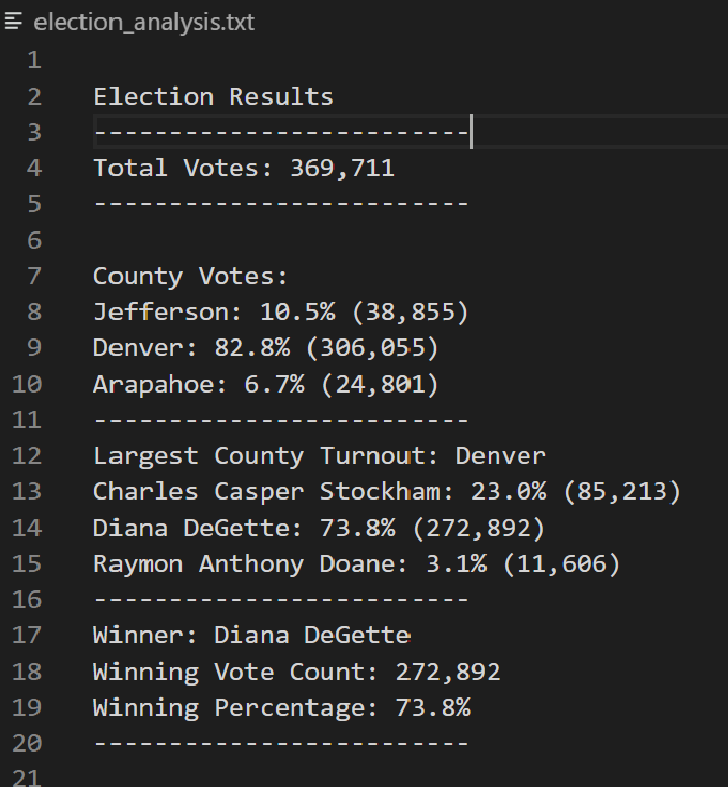 election_analysis.txt
1
2 Election Results
3 -------------------------
4 Total Votes: 369,711
5 -------------------------
6
7 County Votes:
8 Jefferson: 10.5% (38,855)
9 Denver: 82.8% (306,055)
10 Arapahoe: 6.7% (24,801)
11 -------------------------
12 Largest County Turnout: Denver
13 Charles Casper Stockham: 23.0% (85,213)
14 Diana DeGette: 73.8% (272,892)
15 Raymon Anthony Doane: 3.1% (11,606)
16 -------------------------
17 Winner: Diana DeGette
18 Winning Vote Count: 272,892
19 Winning Percentage: 73.8%
20 -------------------------
21